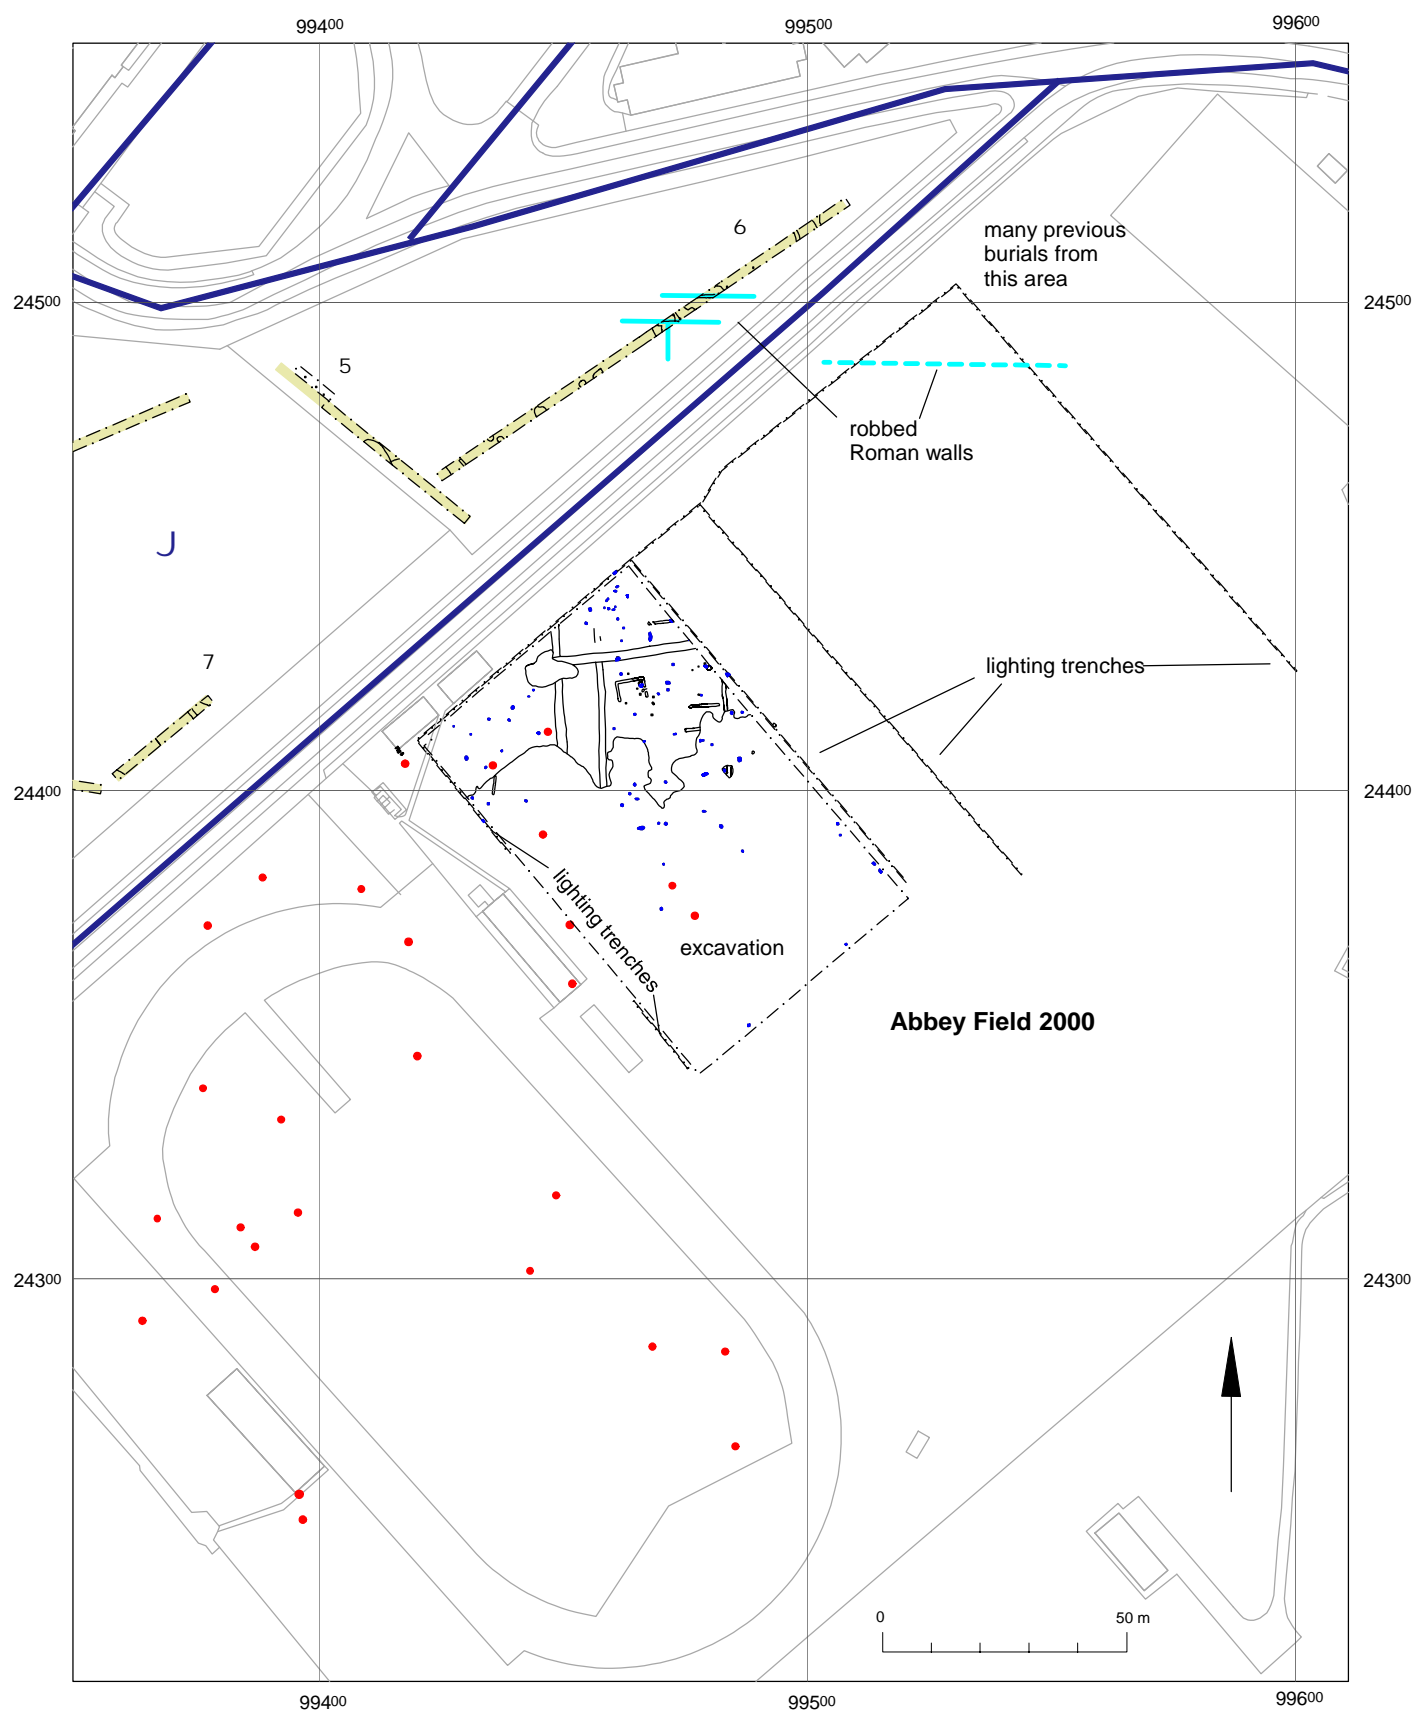 99400
99500
99600
6
many previous
burials from
this area
24500
24500
5
robbed
Roman walls
J
7
lighting trenches
24400
24400
lighting trenches
excavation
Abbey Field 2000
24300
24300
0
50 m
99400
99500
99600